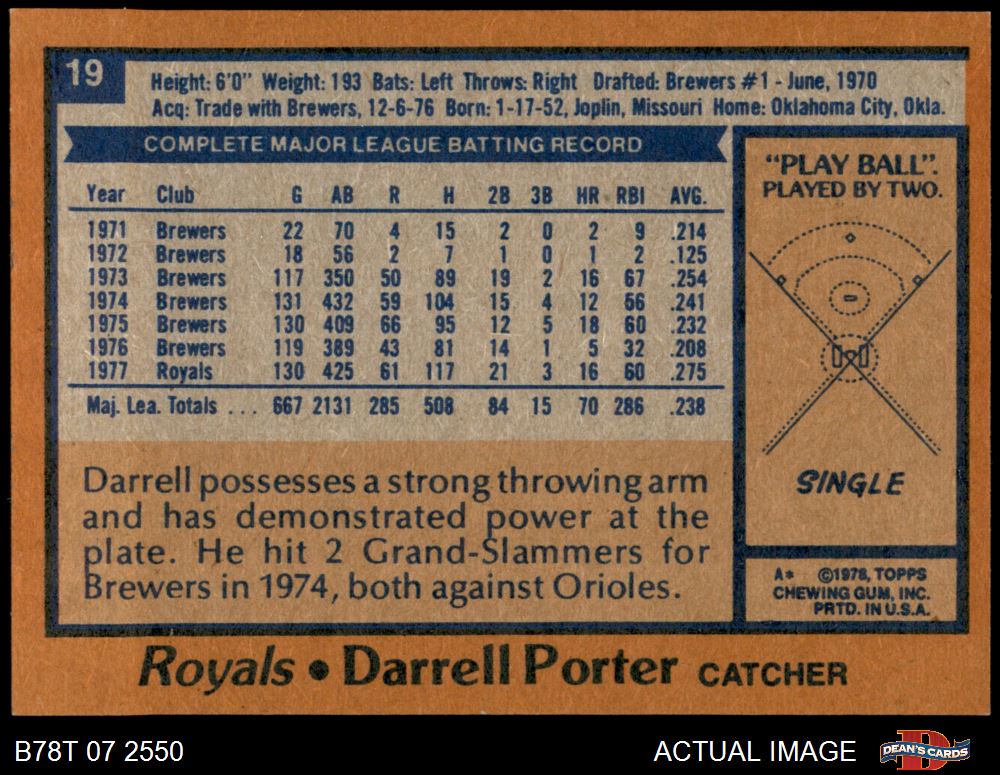 19
Height: 6'0" Weight: 193 Bats: Left Throws: Right Drafted: Brewers #1 - June, 1970
Acq: Trade with Brewers, 12-6-76 Born: 1-17-52, Joplin, Missouri Home: Oklahoma City, Okla.
COMPLETE MAJOR LEAGUE BATTING RECORD
Year Club G AB R H 2B 3B HR RBI AVG.
1971 Brewers 22 70 4 15 2 0 2 9 .214
1972 Brewers 18 56 2 7 1 0 1 2 .125
1973 Brewers 117 350 50 89 19 2 16 67 .254
1974 Brewers 131 432 59 104 15 4 12 56 .241
1975 Brewers 130 409 66 95 12 5 18 60 .232
1976 Brewers 119 389 43 81 14 1 5 32 .208
1977 Royals 130 425 61 117 21 3 16 60 .275
Maj. Lea. Totals ... 667 2131 285 508 84 15 70 286 .238
Darrell possesses a strong throwing arm
and has demonstrated power at the
plate. He hit 2 Grand-Slammers for
Brewers in 1974, both against Orioles.
"PLAY BALL".
PLAYED BY TWO.
SINGLE
A* ©1978, TOPPS
CHEWING GUM, INC.
PRTD. IN U.S.A.
Royals • Darrell Porter CATCHER
B78T 07 2550
ACTUAL IMAGE
D
DEAN'S CARDS